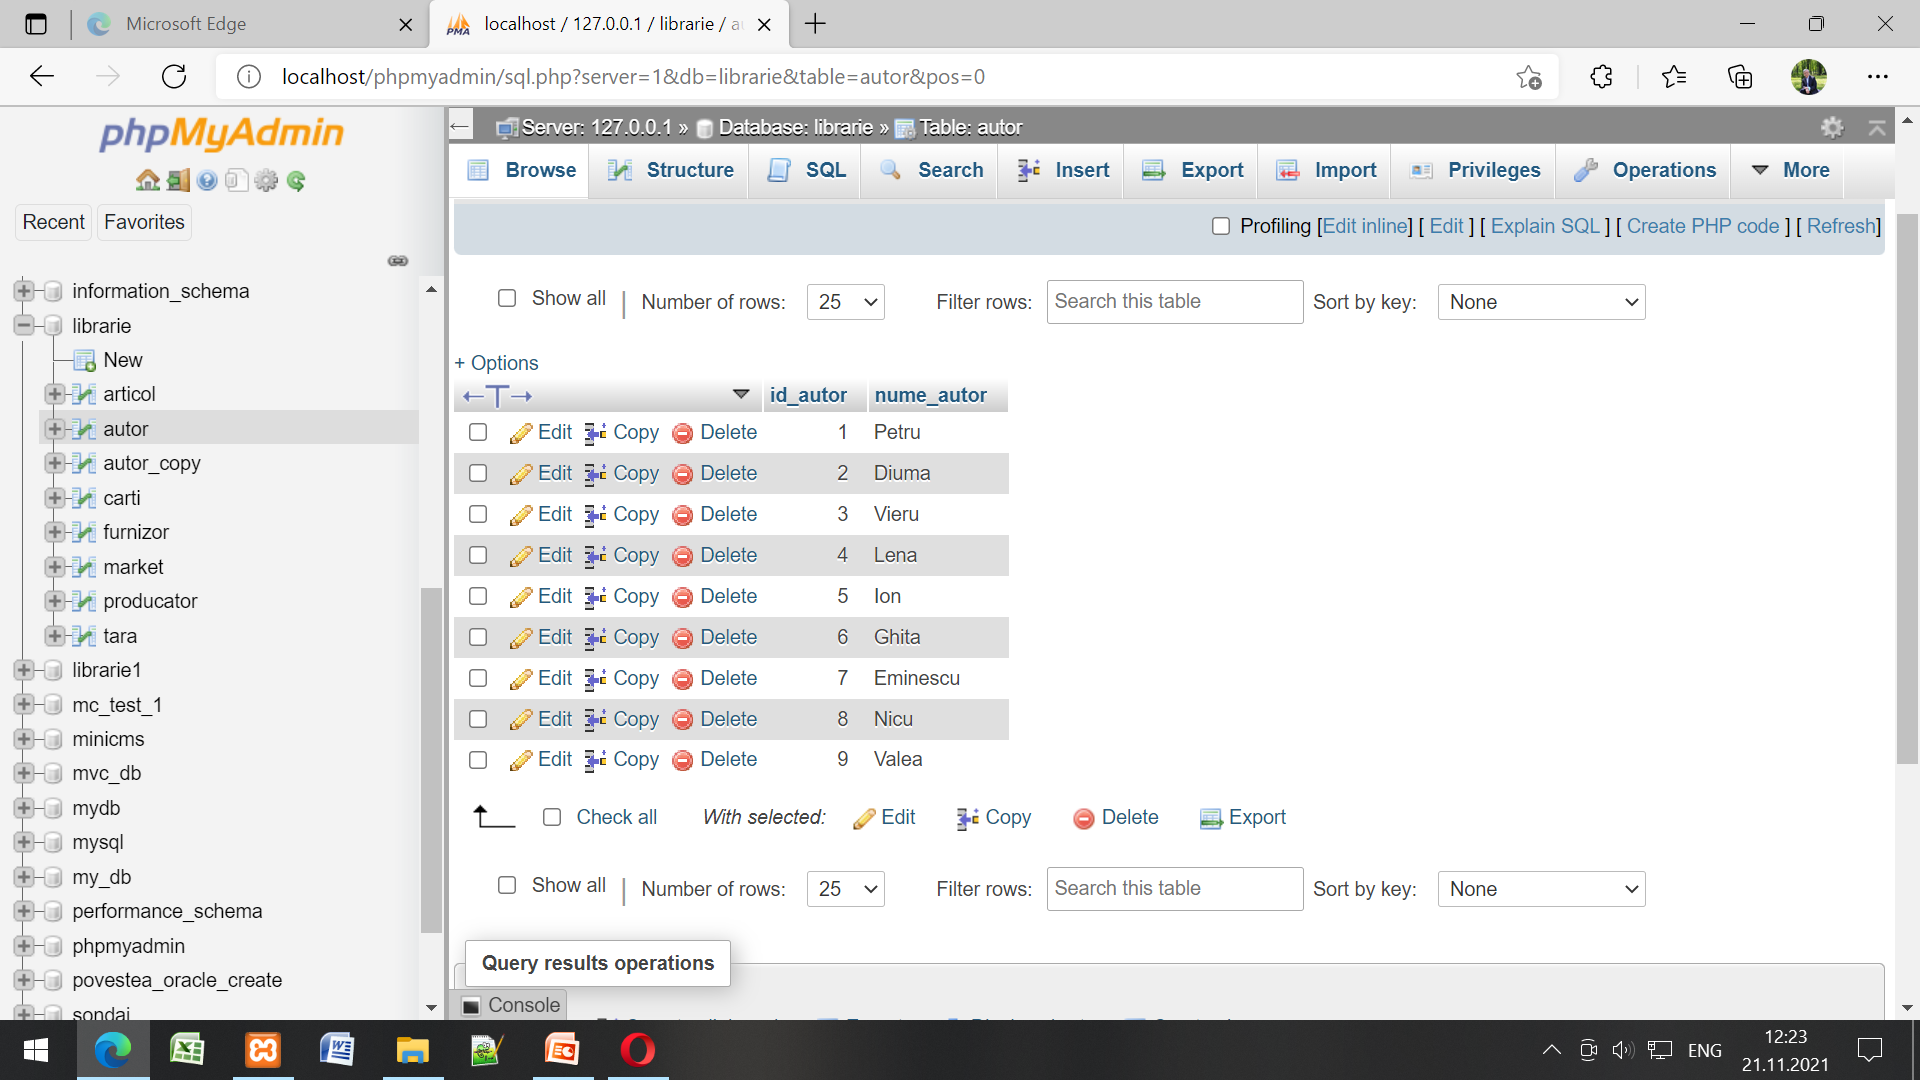 Microsoft Edge
localhost / 127.0.0.1 / librarie / a
localhost/phpmyadmin/sql.php?server=1&db=librarie&table=autor&pos=0
phpMyAdmin
Recent
Favorites
information_schema
librarie
New
articol
autor
autor_copy
carti
furnizor
market
producator
tara
librarie1
mc_test_1
minicms
mvc_db
mydb
mysql
my_db
performance_schema
phpmyadmin
povestea_oracle_create
sondaj
Server: 127.0.0.1 » Database: librarie » Table: autor
Browse Structure SQL Search Insert Export Import Privileges Operations More
Profiling [Edit inline] [ Edit ] [ Explain SQL ] [ Create PHP code ] [ Refresh]
Show all | Number of rows: 25 Filter rows: Search this table Sort by key: None
+ Options
←T→ id_autor nume_autor
Edit Copy Delete 1 Petru
Edit Copy Delete 2 Diuma
Edit Copy Delete 3 Vieru
Edit Copy Delete 4 Lena
Edit Copy Delete 5 Ion
Edit Copy Delete 6 Ghita
Edit Copy Delete 7 Eminescu
Edit Copy Delete 8 Nicu
Edit Copy Delete 9 Valea
Check all With selected: Edit Copy Delete Export
Show all | Number of rows: 25 Filter rows: Search this table Sort by key: None
Query results operations
Console
ENG
12:23
21.11.2021